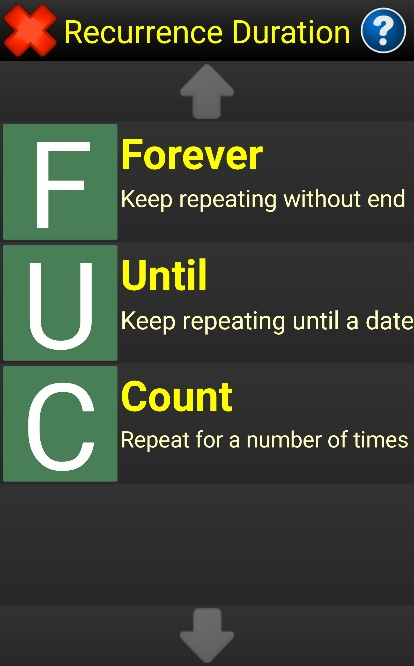 Recurrence Duration ?
F Forever
Keep repeating without end
U Until
Keep repeating until a date
C Count
Repeat for a number of times